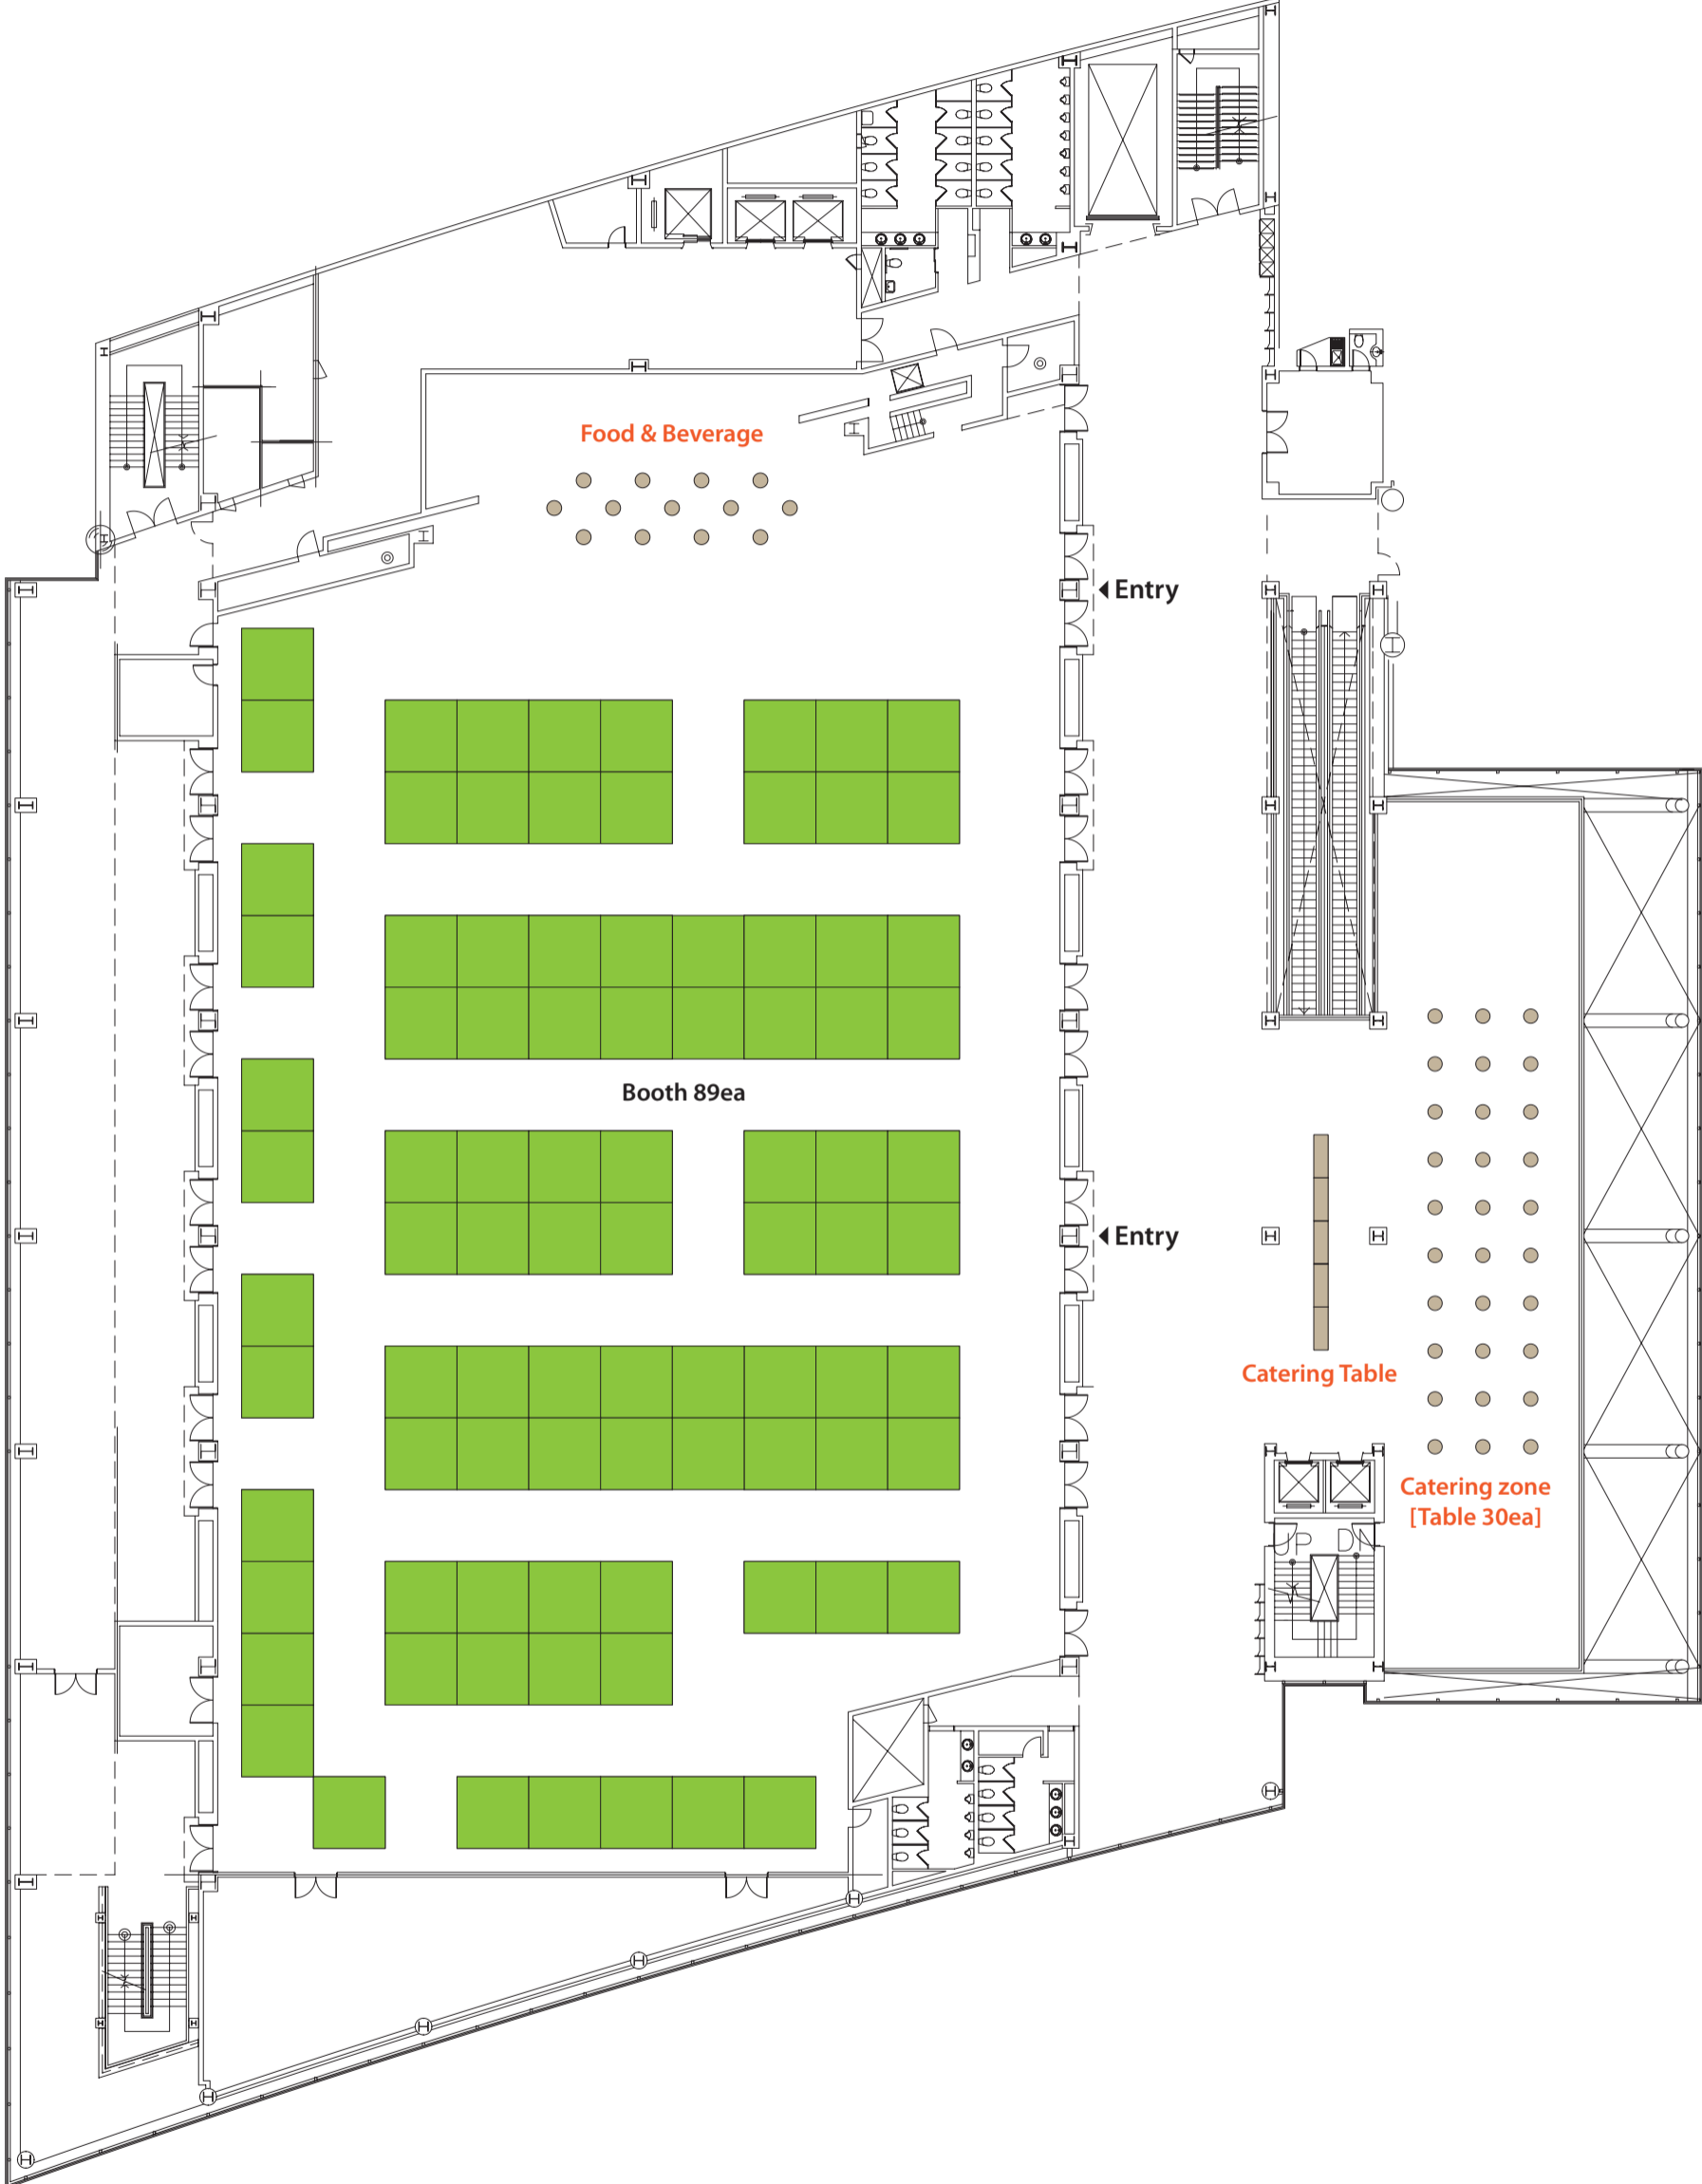 Food & Beverage
Entry
Booth 89ea
Entry
Catering Table
Catering zone
[Table 30ea]
UP DN